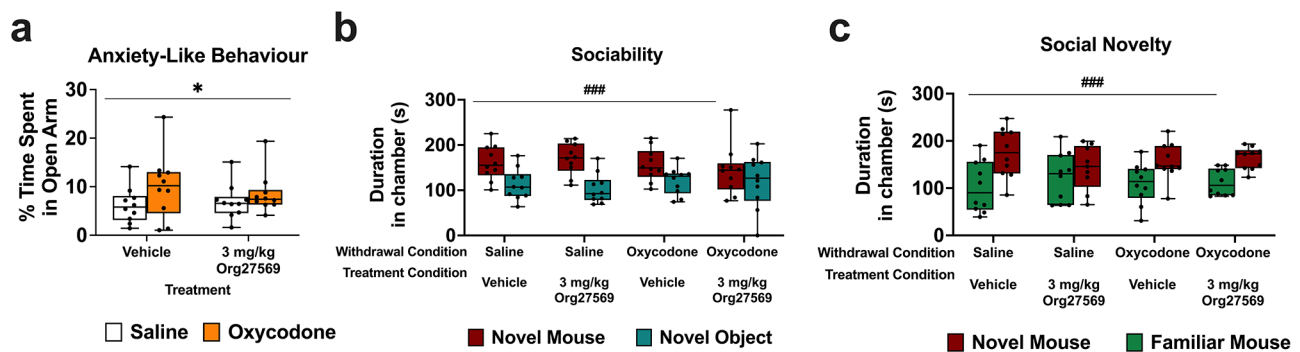 a
Anxiety-Like Behaviour
% Time Spent
in Open Arm
30
20
10
0
*
Vehicle
3 mg/kg
Org27569
Treatment
Saline
Oxycodone
b
Sociability
Duration
in chamber (s)
300
200
100
0
###
Withdrawal Condition
Saline
Saline
Oxycodone
Oxycodone
Treatment Condition
Vehicle
3 mg/kg
Org27569
Vehicle
3 mg/kg
Org27569
Novel Mouse
Novel Object
c
Social Novelty
Duration
in chamber (s)
300
200
100
0
###
Withdrawal Condition
Saline
Saline
Oxycodone
Oxycodone
Treatment Condition
Vehicle
3 mg/kg
Org27569
Vehicle
3 mg/kg
Org27569
Novel Mouse
Familiar Mouse